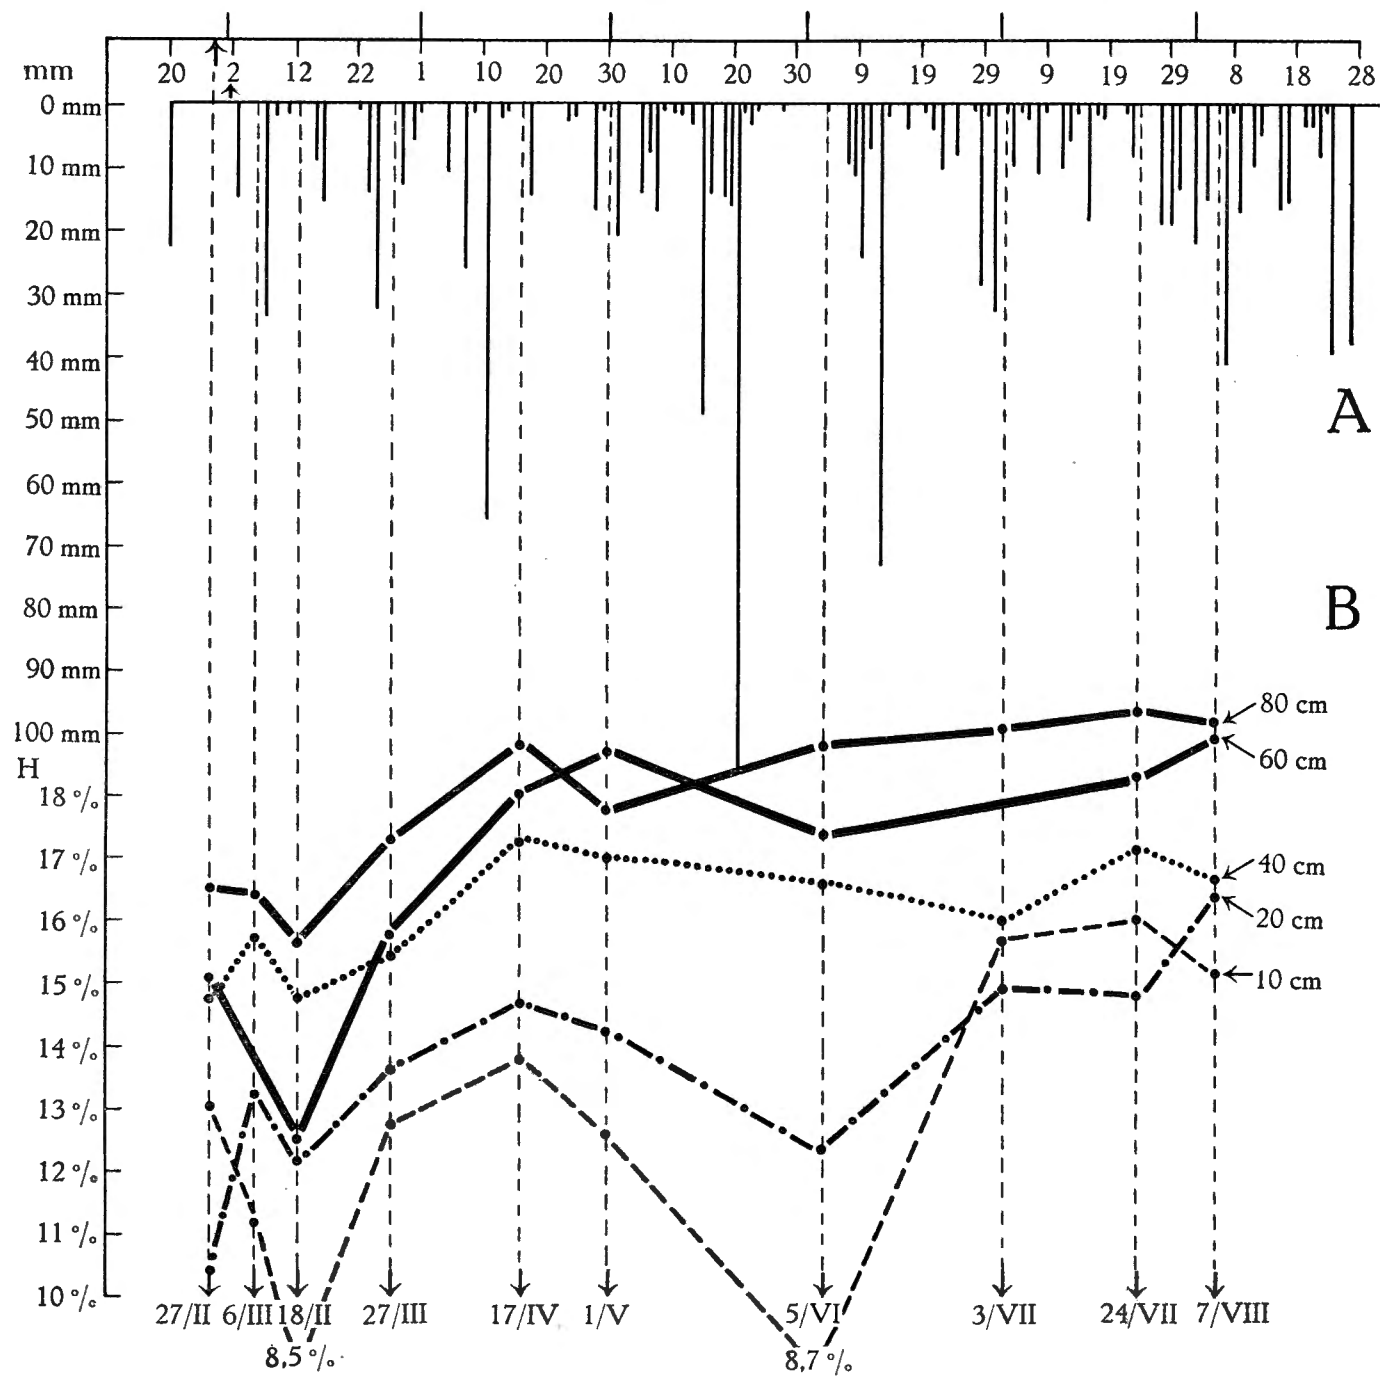 mm 20 2 12 22 1 10 20 30 10 20 30 9 19 29 9 19 29 8 18 28
0 mm
10 mm
20 mm
30 mm
40 mm
A
50 mm
60 mm
70 mm
80 mm
B
90 mm
80 cm
100 mm
60 cm
H
18 %
17 %
40 cm
16 %
20 cm
15 %
10 cm
14 %
13 %
12 %
11 %
10 %
27/II 6/III 18/II 27/III 17/IV 1/V 5/VI 3/VII 24/VII 7/VIII
8,5 % 8,7 %